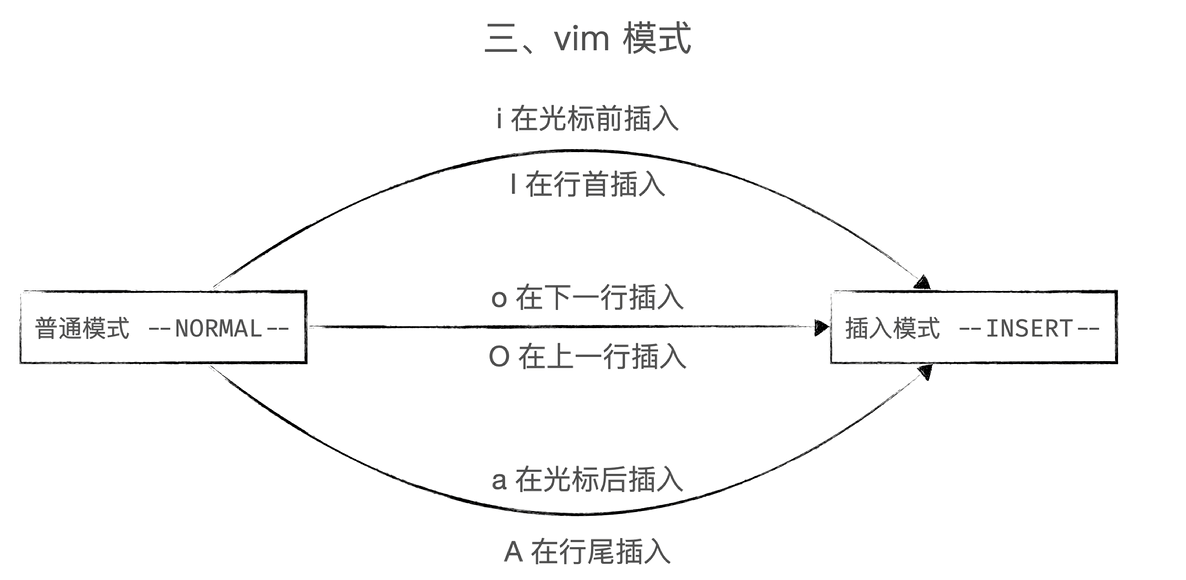 三、vim 模式
i 在光标前插入
I 在行首插入
o 在下一行插入
普通模式 --NORMAL--
插入模式 --INSERT--
O 在上一行插入
a 在光标后插入
A 在行尾插入